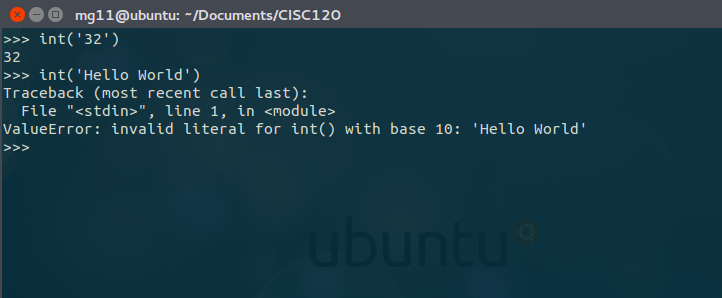 mg11@ubuntu: ~/Documents/CISC120
>>> int('32')
32
>>> int('Hello World')
Traceback (most recent call last):
  File "<stdin>", line 1, in <module>
ValueError: invalid literal for int() with base 10: 'Hello World'
>>>
ubuntu